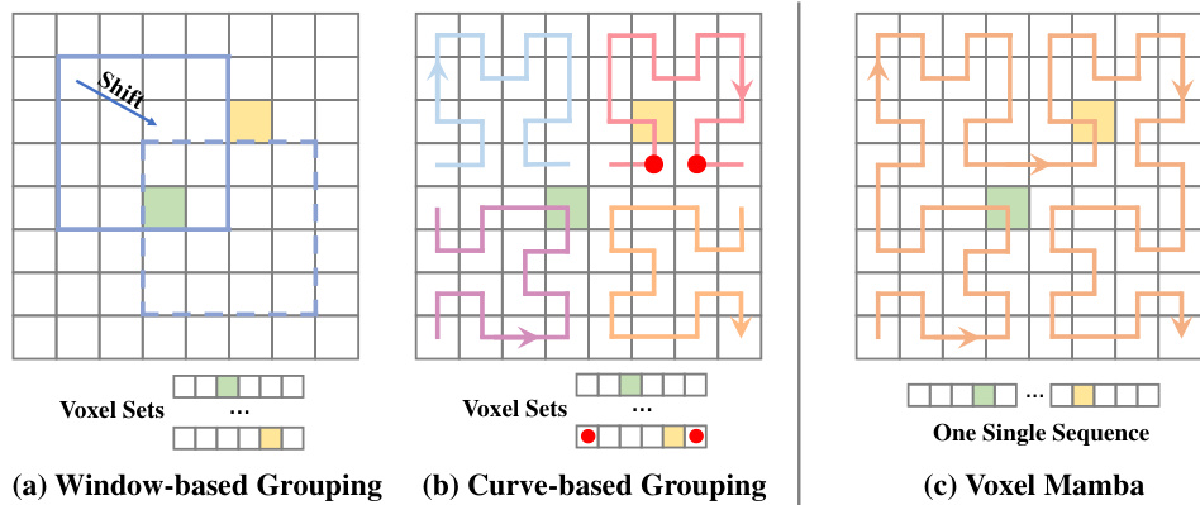 Shift
Voxel Sets
...
Voxel Sets
...
...
One Single Sequence
(a) Window-based Grouping
(b) Curve-based Grouping
(c) Voxel Mamba